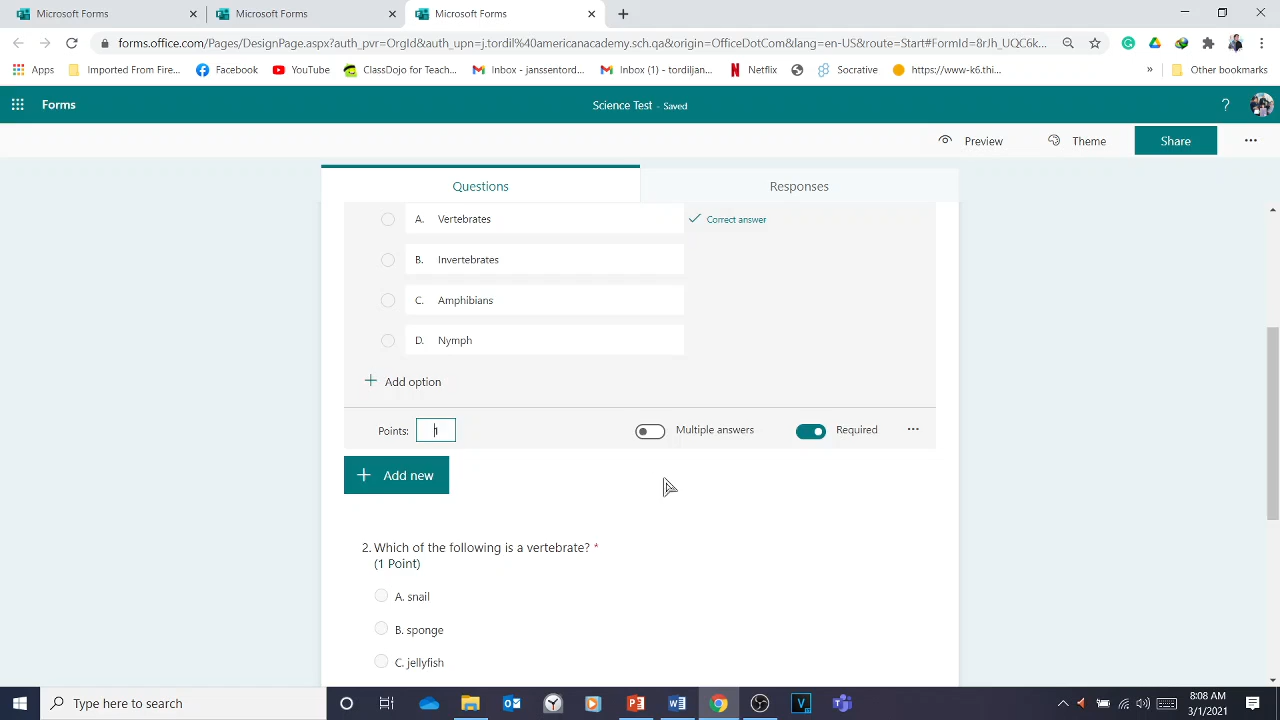 Microsoft Forms
Microsoft Forms
Microsoft Forms
forms.office.com/Pages/DesignPage.aspx?auth_pvr=OrgId&auth_upn=j.tordil%40americanacademy.sch.qa&origin=OfficeDotCom&lang=en-US&route=Start#FormId=8rJh_UQC6k...
Apps
Imported From Fire...
Facebook
YouTube
ClassDojo for Teach...
Inbox - janssentord...
Inbox (1) - tordiljan...
Netflix
Socrative
https://www-k6.thi...
»
Other bookmarks
Forms
Science Test - Saved
?
Preview
Theme
Share
Questions
Responses
A. Vertebrates
Correct answer
B. Invertebrates
C. Amphibians
D. Nymph
Add option
Points: 1
Multiple answers
Required
Add new
2. Which of the following is a vertebrate? *
(1 Point)
A. snail
B. sponge
C. jellyfish
Type here to search
8:08 AM
3/1/2021